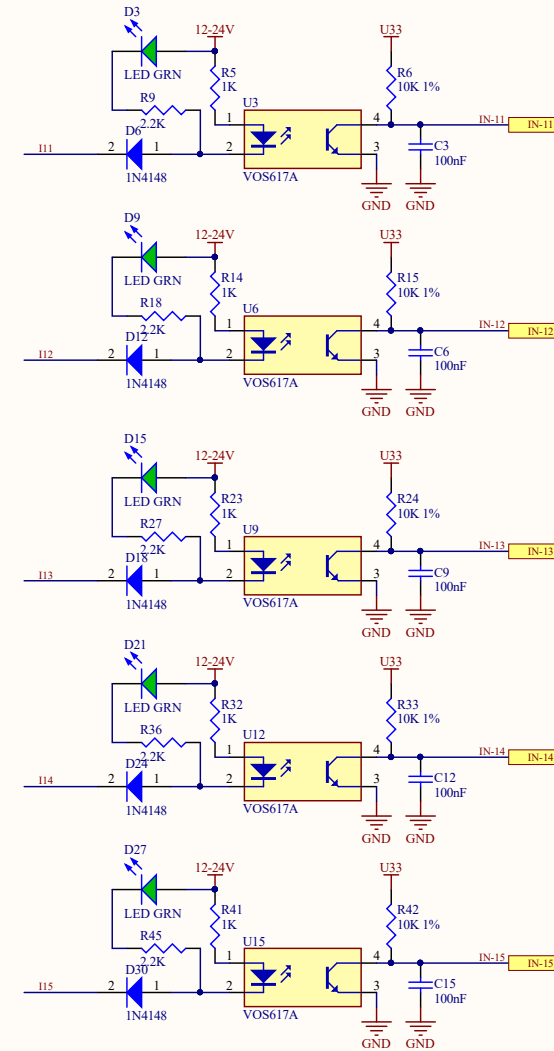 D3
12-24V
U33
LED GRN
R5
1K
R6
10K 1%
R9
2.2K
U3
1
4
IN-11
IN-11
D6
C3
100nF
I11
2
1
2
3
1N4148
VOS617A
GND
GND
D9
12-24V
U33
LED GRN
R14
1K
R15
10K 1%
R18
2.2K
U6
1
4
IN-12
IN-12
D12
C6
100nF
I12
2
1
2
3
1N4148
VOS617A
GND
GND
D15
12-24V
U33
LED GRN
R23
1K
R24
10K 1%
R27
2.2K
U9
1
4
IN-13
IN-13
D18
C9
100nF
I13
2
1
2
3
1N4148
VOS617A
GND
GND
D21
12-24V
U33
LED GRN
R32
1K
R33
10K 1%
R36
2.2K
U12
1
4
IN-14
IN-14
D24
C12
100nF
I14
2
1
2
3
1N4148
VOS617A
GND
GND
D27
12-24V
U33
LED GRN
R41
1K
R42
10K 1%
R45
2.2K
U15
1
4
IN-15
IN-15
D30
C15
100nF
I15
2
1
2
3
1N4148
VOS617A
GND
GND